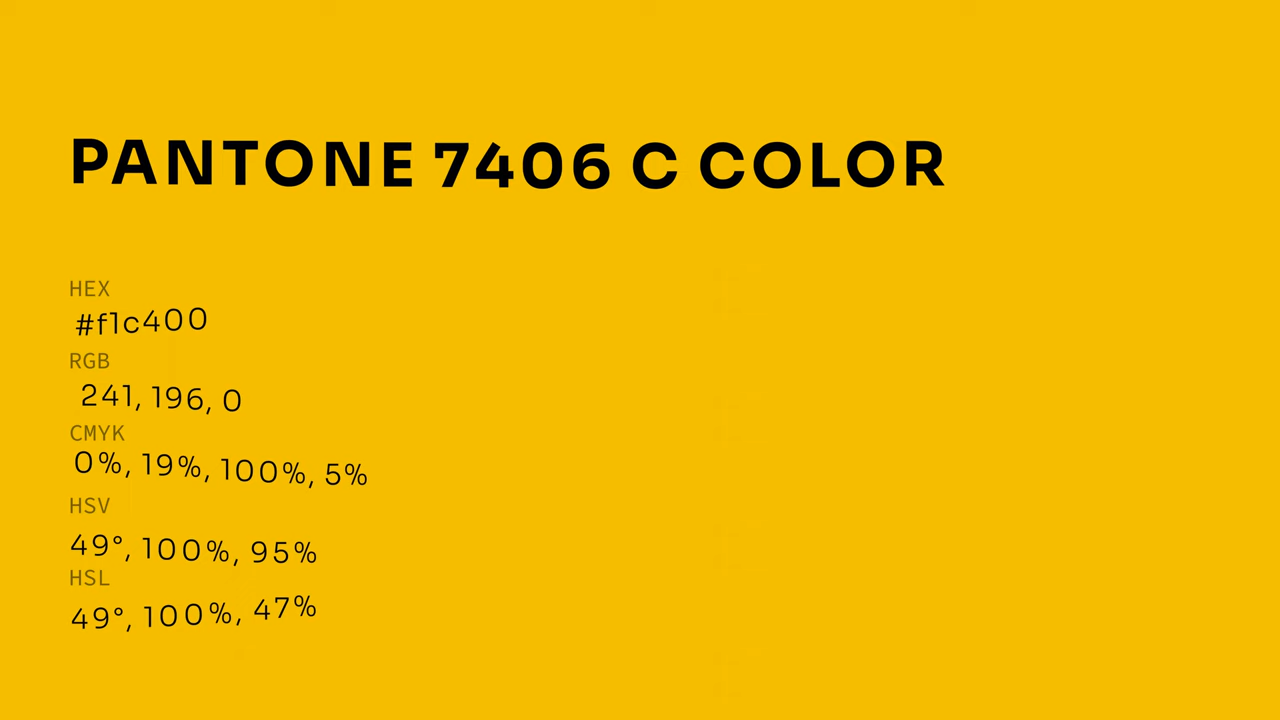 PANTONE 7406 C COLOR
HEX
#f1c400
RGB
241, 196, 0
CMYK
0%, 19%, 100%, 5%
HSV
49°, 100%, 95%
HSL
49°, 100%, 47%